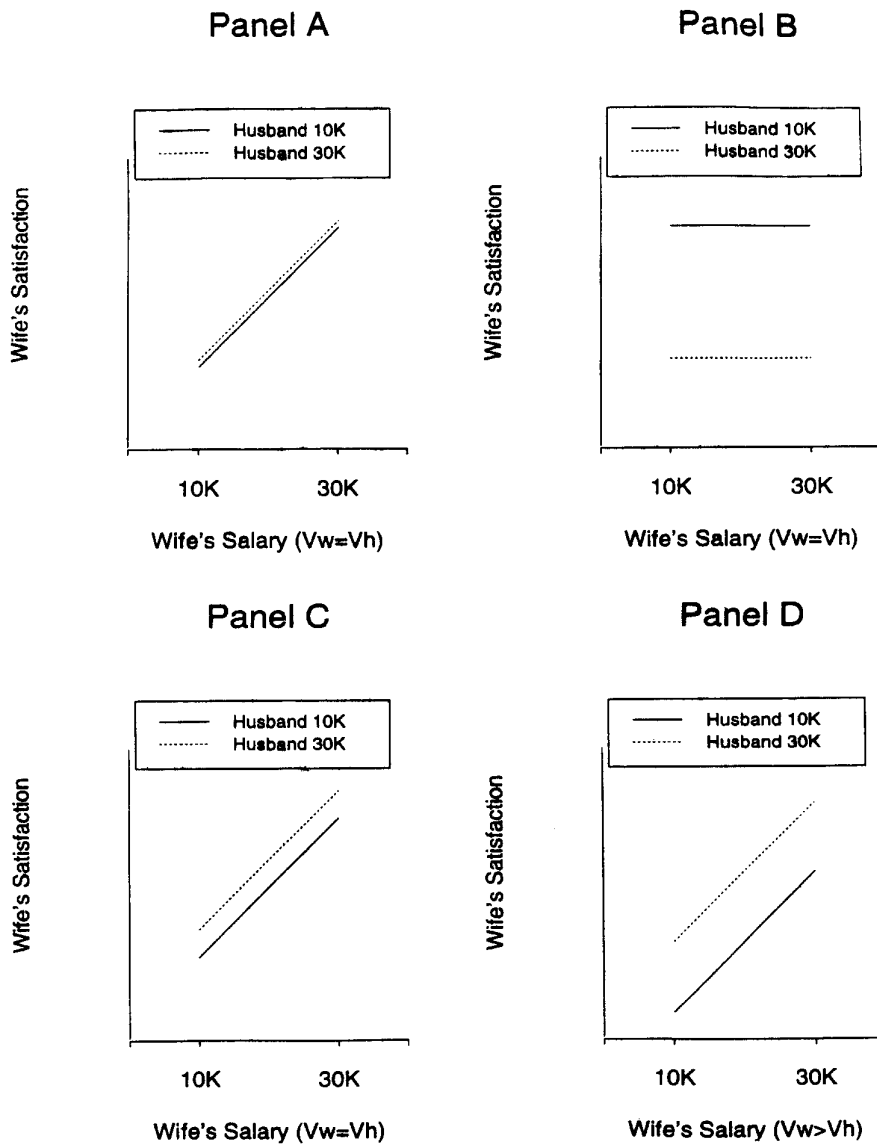 Panel A
Husband 10K
Husband 30K
Wife's Satisfaction
10K 30K
Wife's Salary (Vw=Vh)
Panel B
Husband 10K
Husband 30K
Wife's Satisfaction
10K 30K
Wife's Salary (Vw=Vh)
Panel C
Husband 10K
Husband 30K
Wife's Satisfaction
10K 30K
Wife's Salary (Vw=Vh)
Panel D
Husband 10K
Husband 30K
Wife's Satisfaction
10K 30K
Wife's Salary (Vw>Vh)